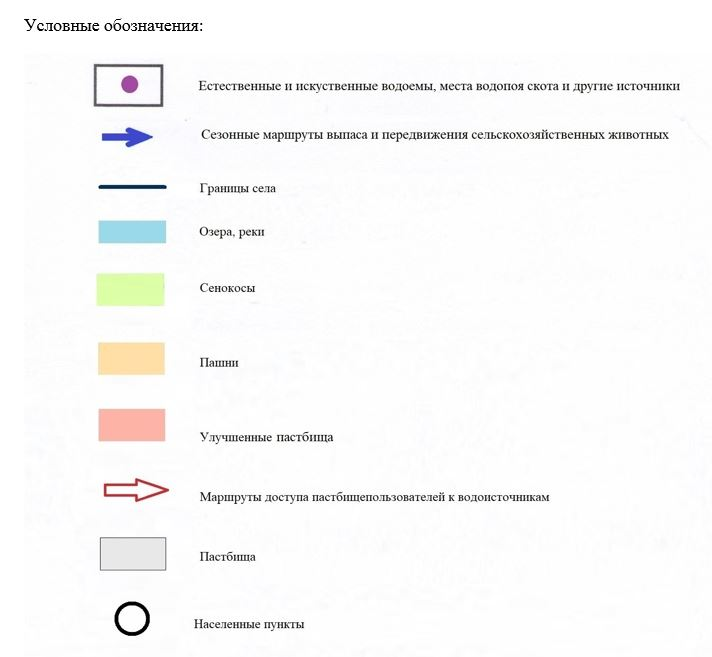 Условные обозначения:
Естественные и искуственные водоемы, места водопоя скота и другие источники
Сезонные маршруты выпаса и передвижения сельскохозяйственных животных
Границы села
Озера, реки
Сенокосы
Пашни
Улучшенные пастбища
Маршруты доступа пастбищепользователей к водоисточникам
Пастбища
Населенные пункты